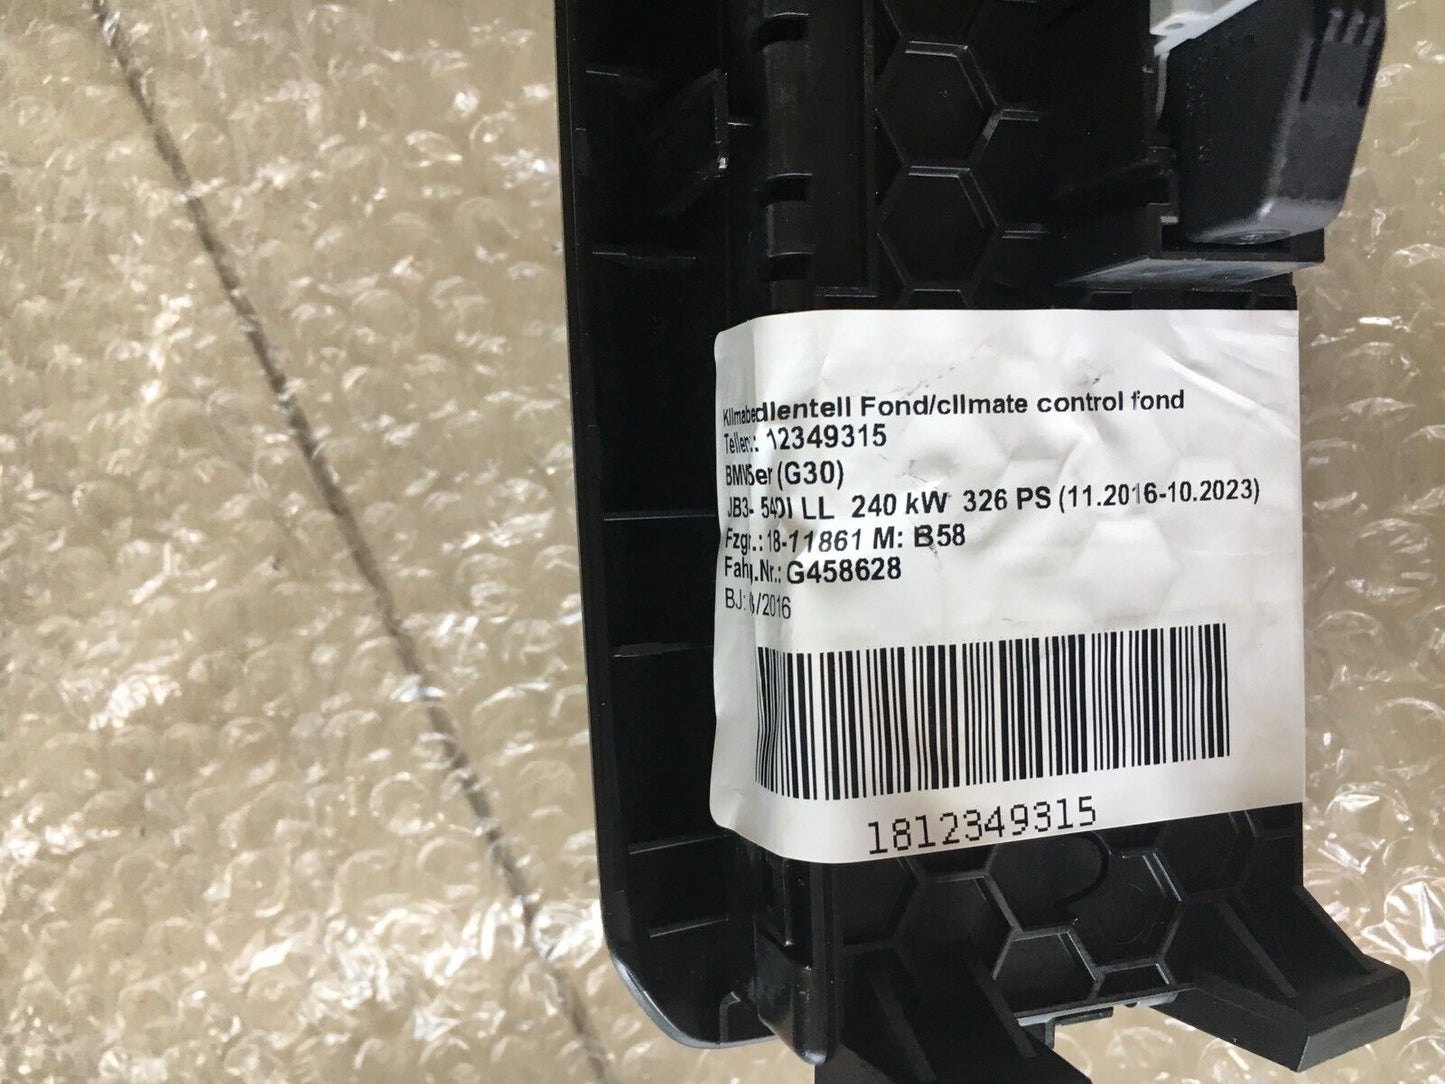 Klimabedienteil Fond/climate control fond
Teilenr.: 12349315
BMW 5er (G30)
JB3- 540I LL 240 kW 326 PS (11.2016-10.2023)
Fzgr.: 18-11861 M: B58
Fahrg.Nr.: G458628
BJ: /2016
1812349315